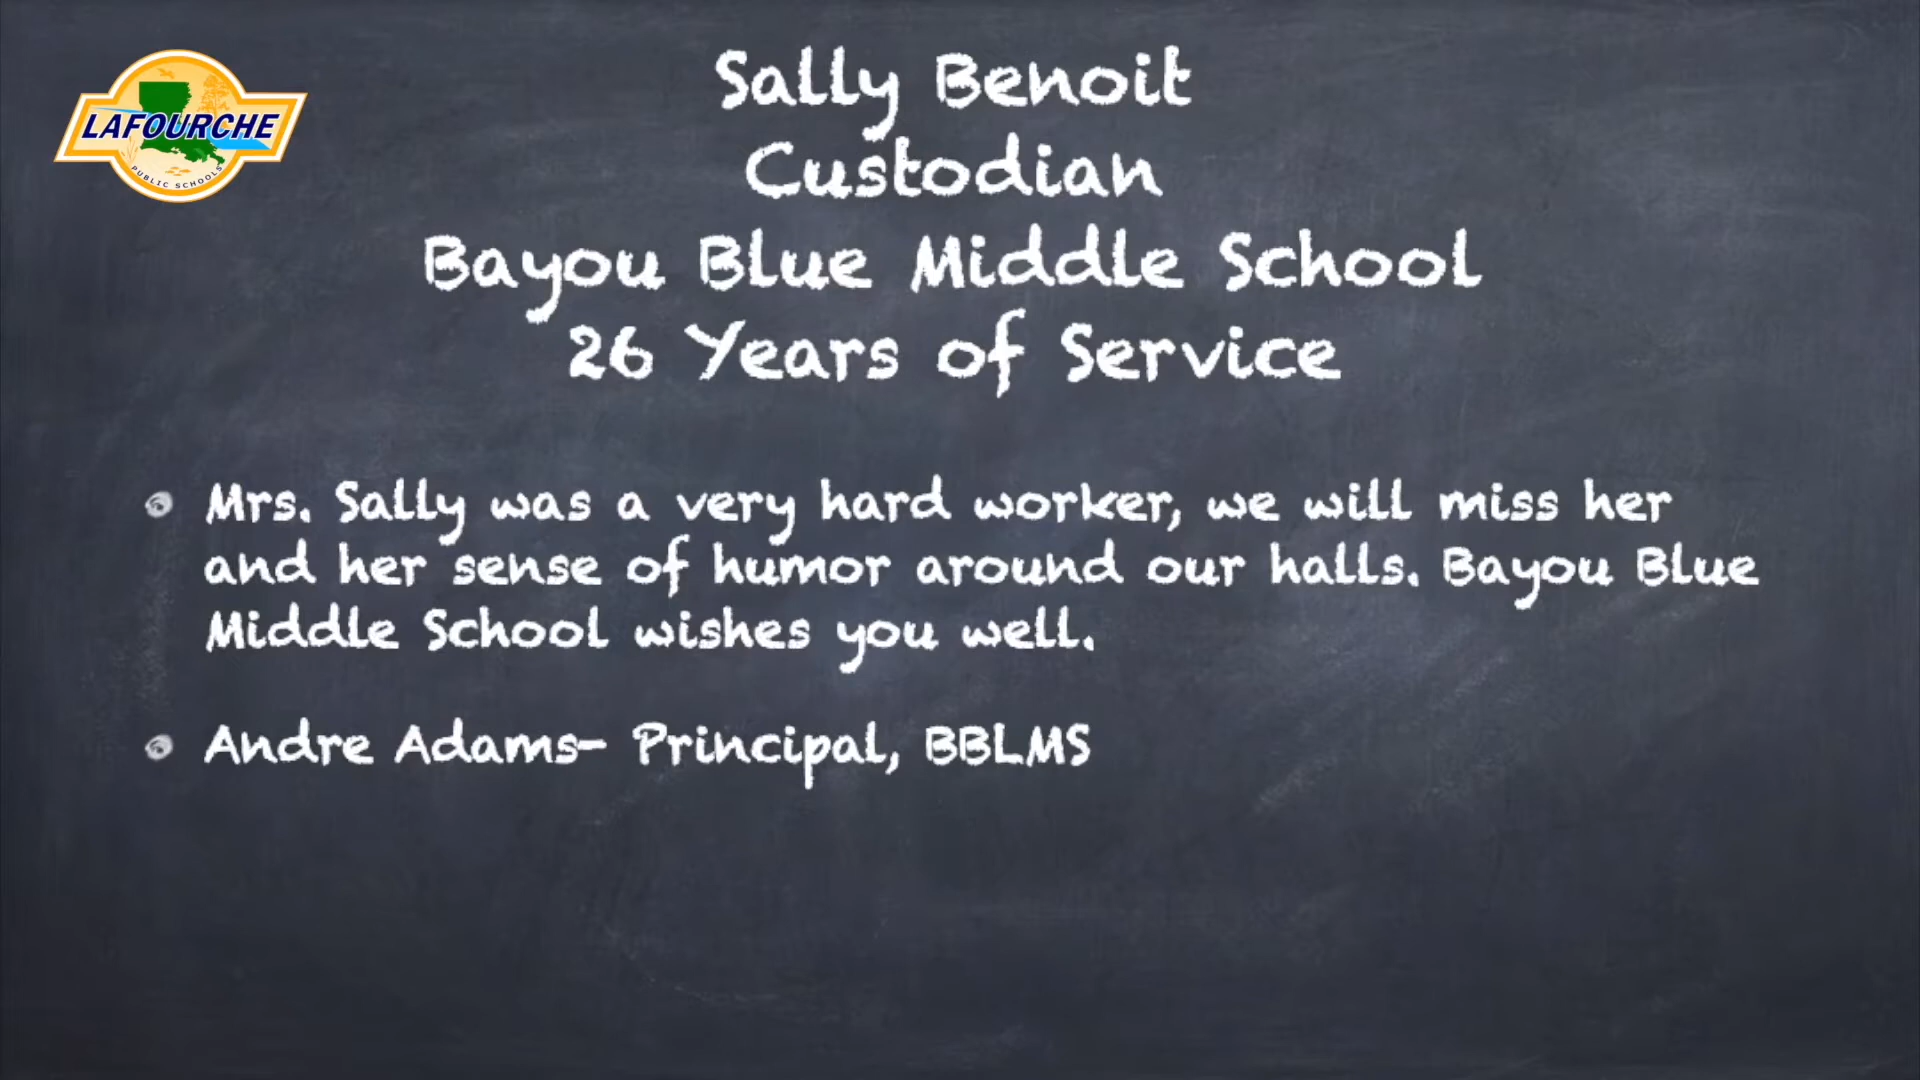 LAFOURCHE
PUBLIC SCHOOLS
Sally Benoit
Custodian
Bayou Blue Middle School
26 Years of Service
Mrs. Sally was a very hard worker, we will miss her
and her sense of humor around our halls. Bayou Blue
Middle School wishes you well.
Andre Adams- Principal, BBLMS